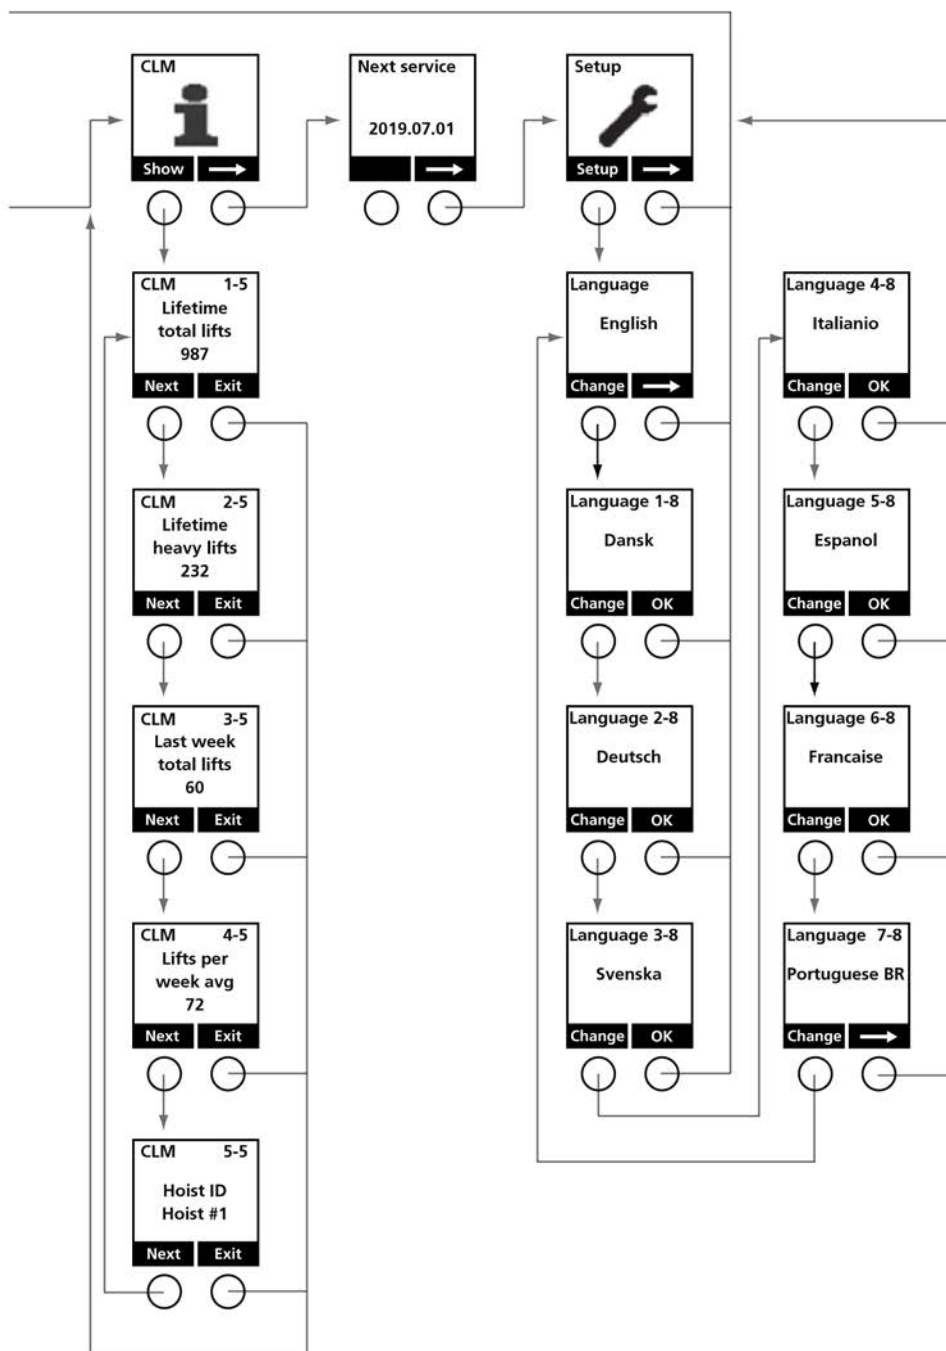 CLM
Show
Next service
2019.07.01
Setup
Setup
CLM 1-5
Lifetime
total lifts
987
Next Exit
CLM 2-5
Lifetime
heavy lifts
232
Next Exit
CLM 3-5
Last week
total lifts
60
Next Exit
CLM 4-5
Lifts per
week avg
72
Next Exit
CLM 5-5
Hoist ID
Hoist #1
Next Exit
Language
English
Change
Language 1-8
Dansk
Change OK
Language 2-8
Deutsch
Change OK
Language 3-8
Svenska
Change OK
Language 4-8
Italianio
Change OK
Language 5-8
Espanol
Change OK
Language 6-8
Francaise
Change OK
Language 7-8
Portuguese BR
Change